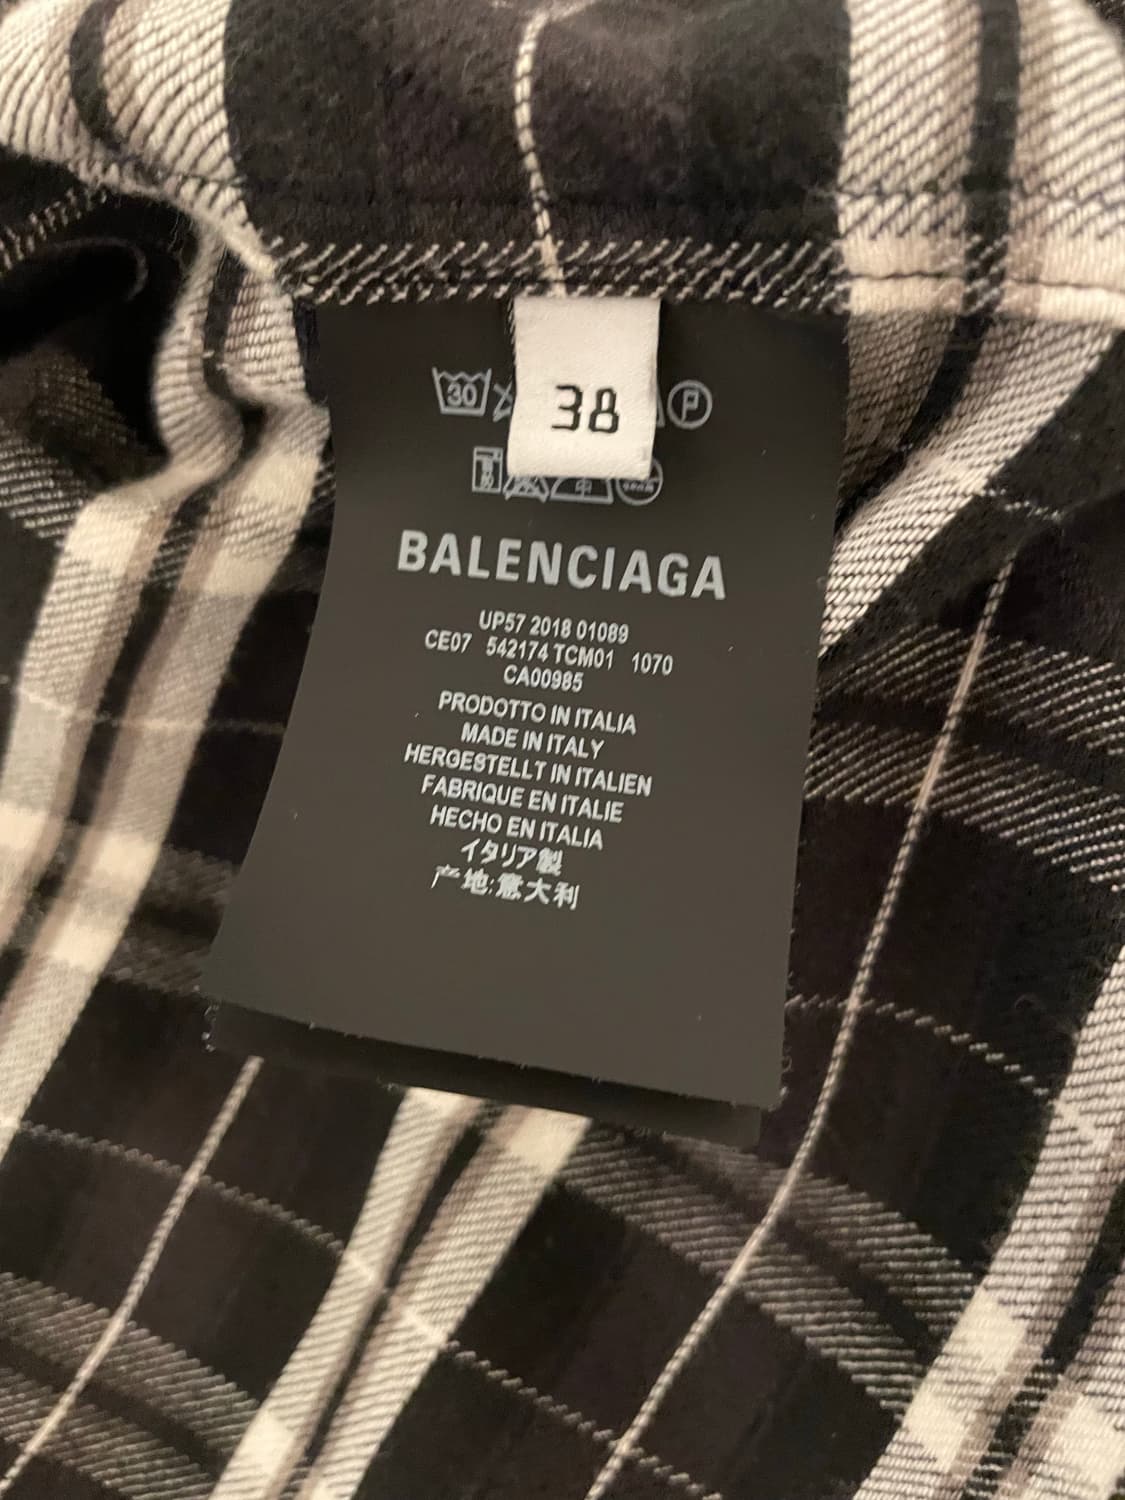 30
38
P
BALENCIAGA
UP57 2018 01089
CE07 542174 TCM01 1070
CA00985
PRODOTTO IN ITALIA
MADE IN ITALY
HERGESTELLT IN ITALIEN
FABRIQUE EN ITALIE
HECHO EN ITALIA
イタリア製
产地:意大利